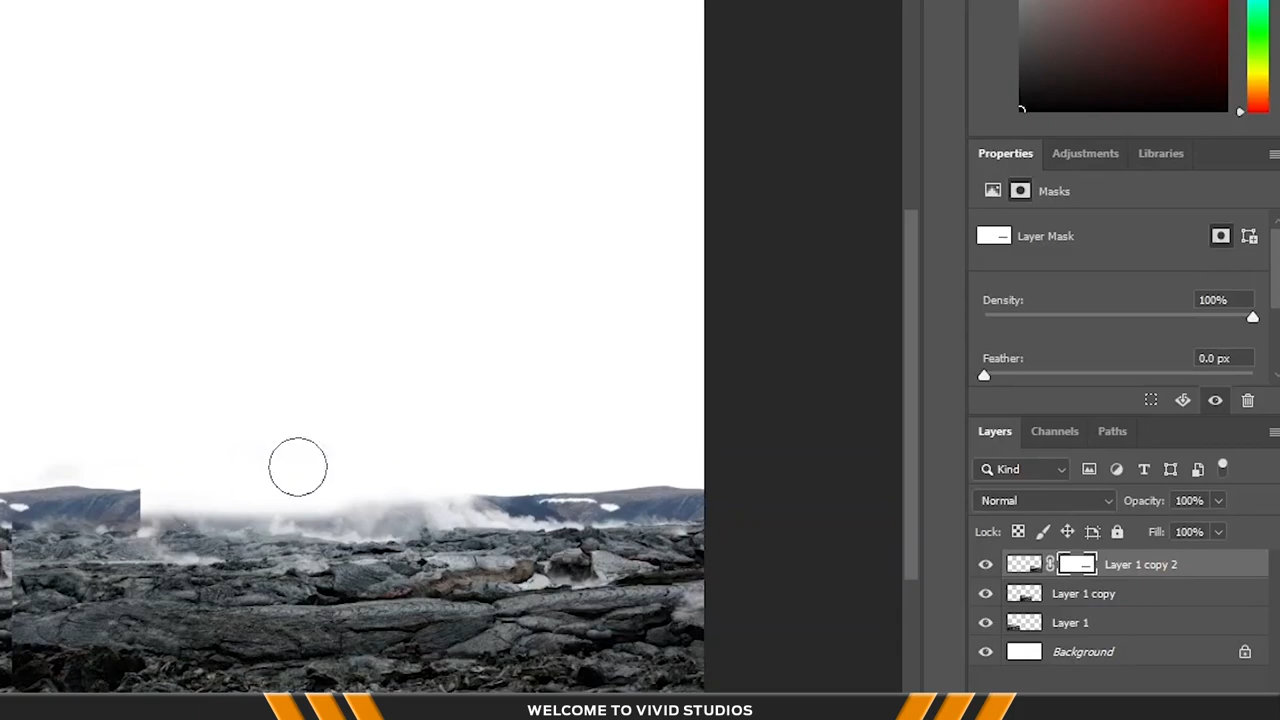 Properties Adjustments Libraries
Masks
Layer Mask
Density: 100%
Feather: 0.0 px
Layers Channels Paths
Kind
Normal Opacity: 100%
Lock: Fill: 100%
Layer 1 copy 2
Layer 1 copy
Layer 1
Background
WELCOME TO VIVID STUDIOS